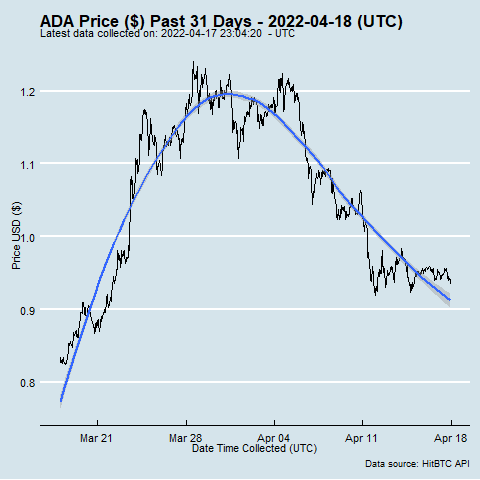 ADA Price ($) Past 31 Days - 2022-04-18 (UTC)
Latest data collected on: 2022-04-17 23:04:20 - UTC
1.2
1.1
1.0
0.9
0.8
Price USD ($)
Mar 21 Mar 28 Apr 04 Apr 11 Apr 18
Date Time Collected (UTC)
Data source: HitBTC API